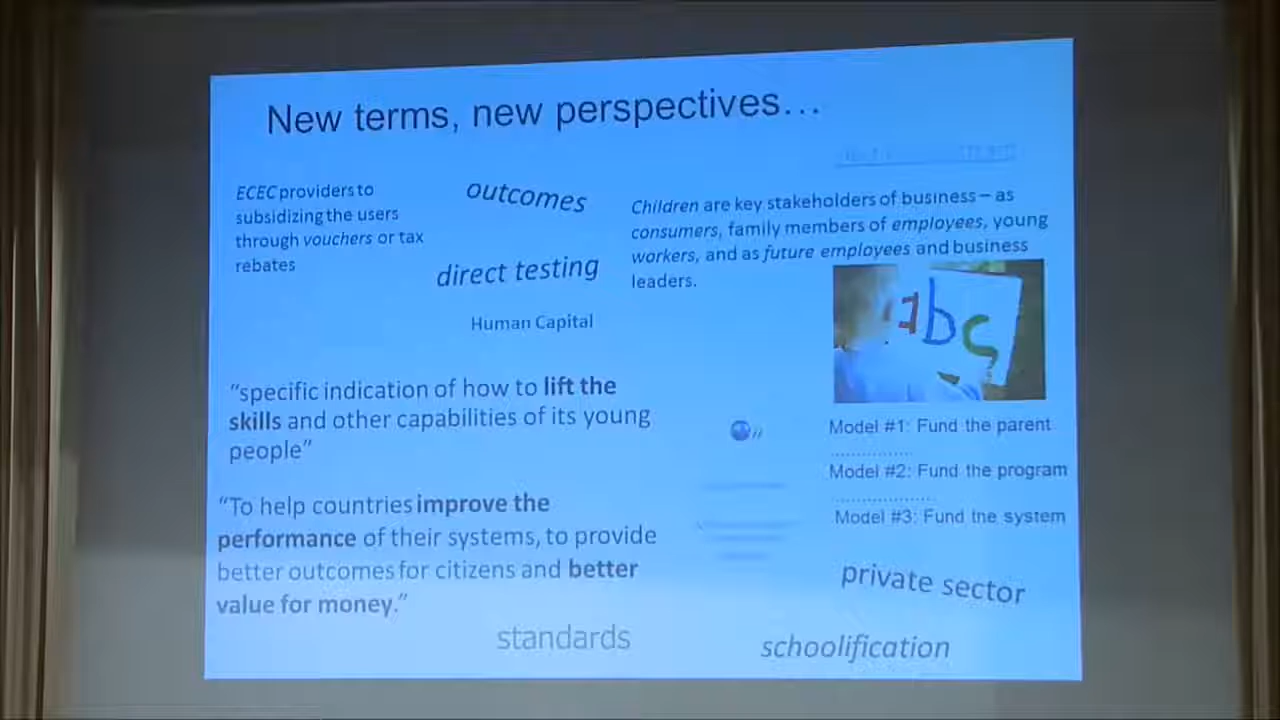 New terms, new perspectives...
ECEC providers to
subsidizing the users
through vouchers or tax
rebates
outcomes
direct testing
Human Capital
Children are key stakeholders of business – as
consumers, family members of employees, young
workers, and as future employees and business
leaders.
abc
"specific indication of how to lift the
skills and other capabilities of its young
people"
"To help countries improve the
performance of their systems, to provide
better outcomes for citizens and better
value for money."
Model #1: Fund the parent
....................
Model #2: Fund the program
........................
Model #3: Fund the system
private sector
standards
schoolification